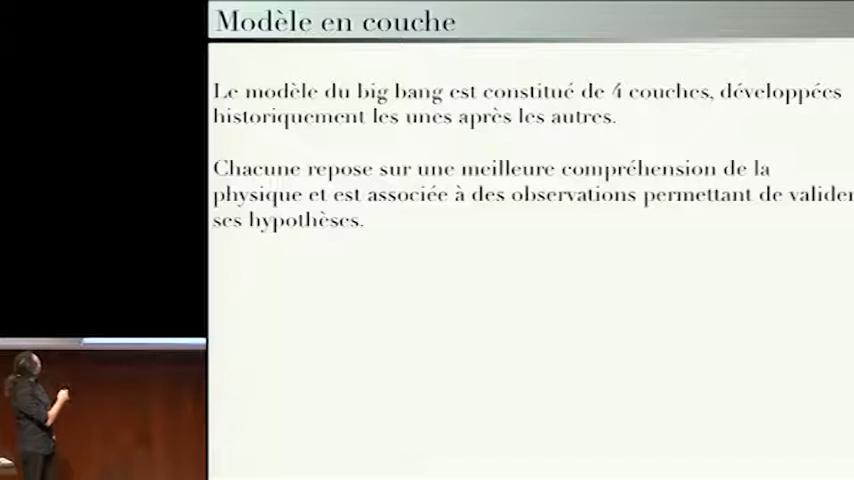 Modèle en couche
Le modèle du big bang est constitué de 4 couches, développées
historiquement les unes après les autres.
Chacune repose sur une meilleure compréhension de la
physique et est associée à des observations permettant de valider
ses hypothèses.